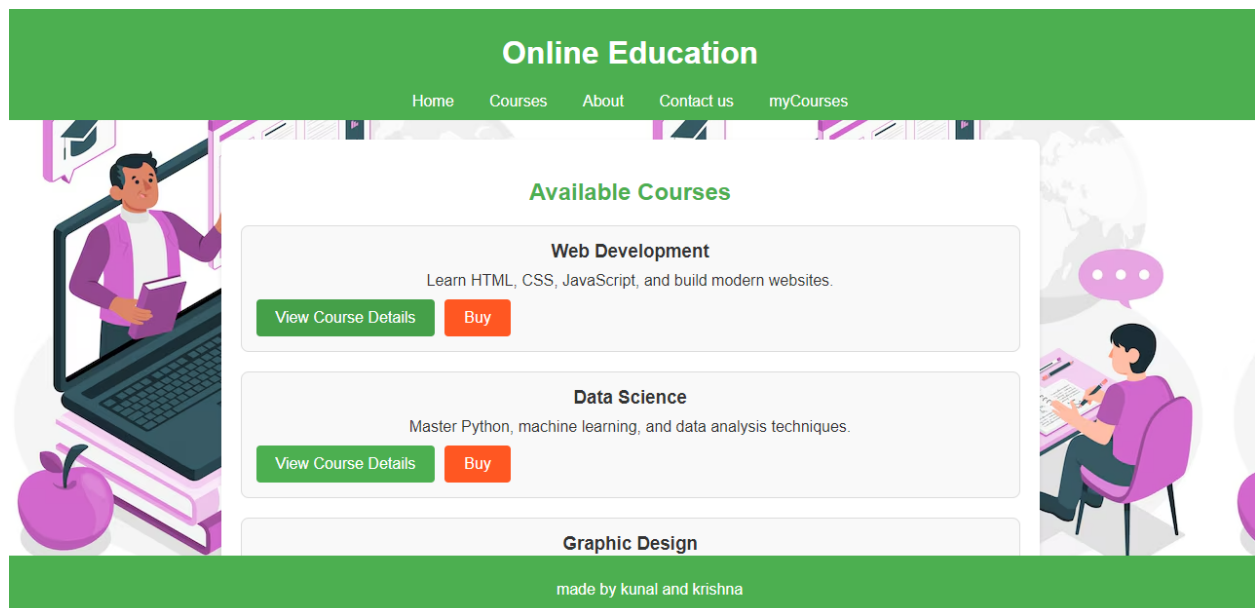 Online Education
Home Courses About Contact us myCourses
Available Courses
Web Development
Learn HTML, CSS, JavaScript, and build modern websites.
View Course Details Buy
Data Science
Master Python, machine learning, and data analysis techniques.
View Course Details Buy
Graphic Design
made by kunal and krishna